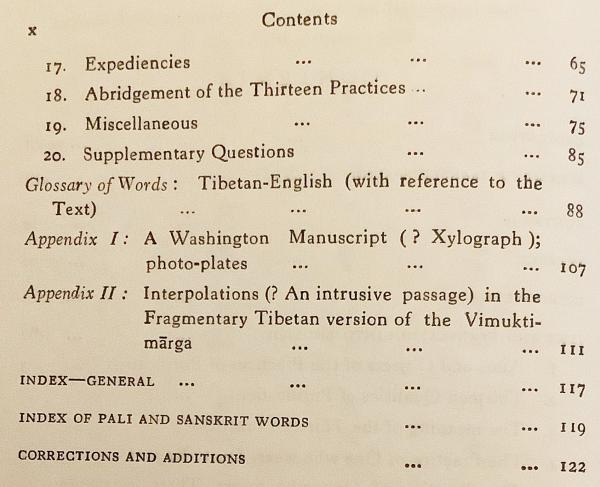 x Contents
17. Expediencies ... ... ... 65
18. Abridgement of the Thirteen Practices .. ... 71
19. Miscellaneous ... ... ... 75
20. Supplementary Questions ... ... 85
Glossary of Words : Tibetan-English (with reference to the
Text) ... ... ... ... 88
Appendix I : A Washington Manuscript ( ? Xylograph );
photo-plates ... ... ... 107
Appendix II : Interpolations (? An intrusive passage) in the
Fragmentary Tibetan version of the Vimukti-
mārga ... ... ... 111
INDEX—GENERAL ... ... ... ... 117
INDEX OF PALI AND SANSKRIT WORDS ... ... 119
CORRECTIONS AND ADDITIONS ... ... 122